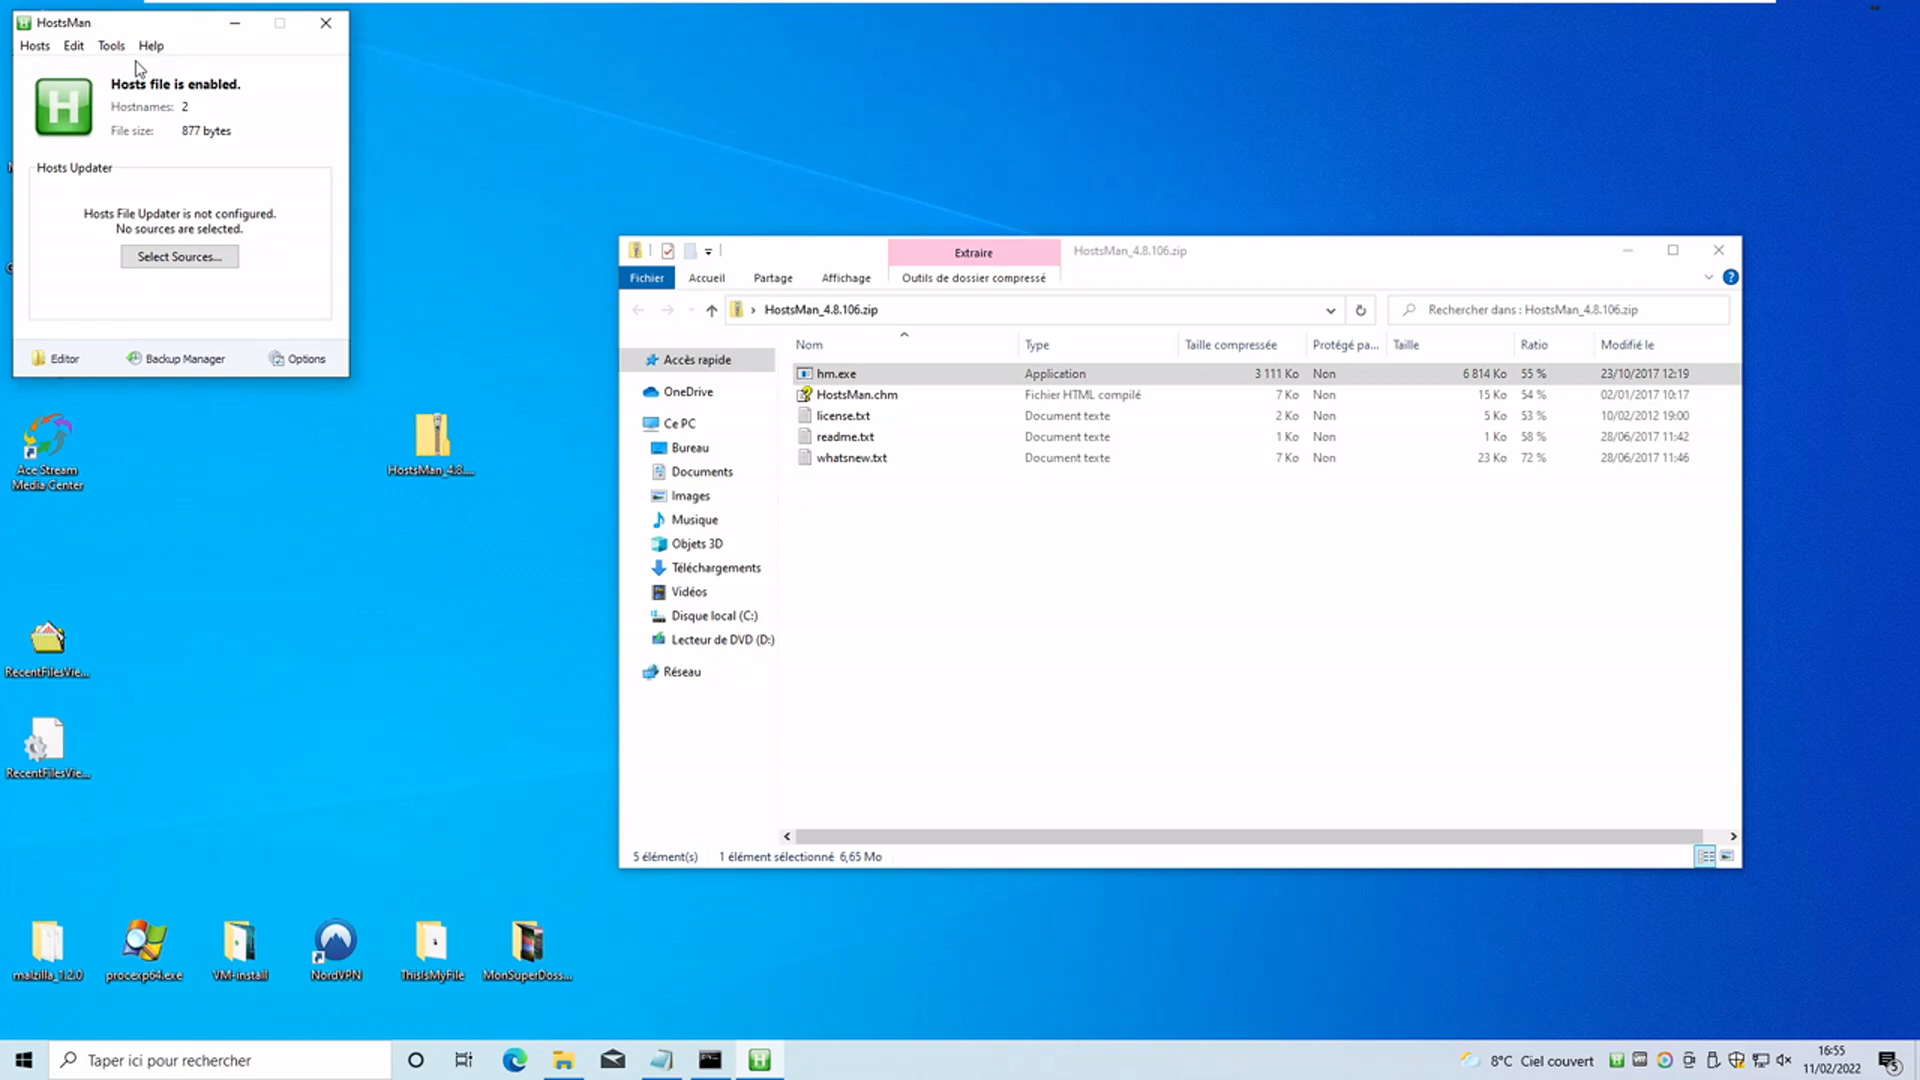 HostsMan
Hosts Edit Tools Help
Hosts file is enabled.
Hostnames: 2
File size: 877 bytes
Hosts Updater
Hosts File Updater is not configured.
No sources are selected.
Select Sources...
Editor Backup Manager Options
Ace Stream
Media Center
HostsMan_4.8....
RecentFilesVie...
RecentFilesVie...
malzilla_1.2.0 procexp64.exe VM-install NordVPN ThisIsMyFile MonSuperDoss...
Extraire HostsMan_4.8.106.zip
Fichier Accueil Partage Affichage Outils de dossier compressé
HostsMan_4.8.106.zip Rechercher dans : HostsMan_4.8.106.zip
Nom Type Taille compressée Protégé pa... Taille Ratio Modifié le
hm.exe Application 3 111 Ko Non 6 814 Ko 55 % 23/10/2017 12:19
HostsMan.chm Fichier HTML compilé 7 Ko Non 15 Ko 54 % 02/01/2017 10:17
license.txt Document texte 2 Ko Non 5 Ko 53 % 10/02/2012 19:00
readme.txt Document texte 1 Ko Non 1 Ko 58 % 28/06/2017 11:42
whatsnew.txt Document texte 7 Ko Non 23 Ko 72 % 28/06/2017 11:46
Accès rapide
OneDrive
Ce PC
Bureau
Documents
Images
Musique
Objets 3D
Téléchargements
Vidéos
Disque local (C:)
Lecteur de DVD (D:)
Réseau
5 élément(s) 1 élément sélectionné 6,65 Mo
Taper ici pour rechercher
8°C Ciel couvert
16:55
11/02/2022
5